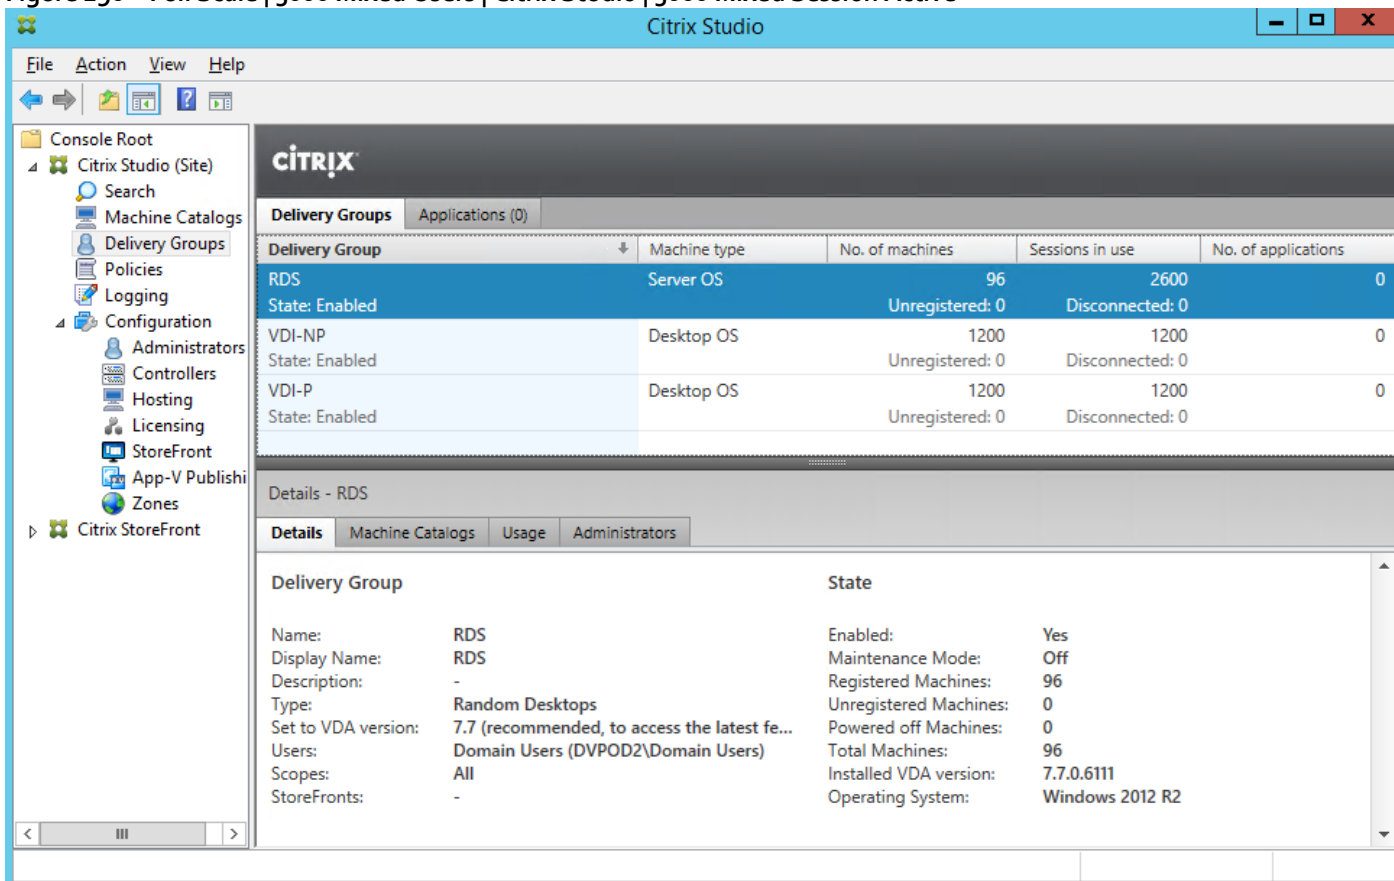 Citrix Studio
File Action View Help
Console Root
Citrix Studio (Site)
Search
Machine Catalogs
Delivery Groups
Policies
Logging
Configuration
Administrators
Controllers
Hosting
Licensing
StoreFront
App-V Publishi
Zones
Citrix StoreFront
CİTRIX
Delivery Groups Applications (0)
Delivery Group Machine type No. of machines Sessions in use No. of applications
RDS Server OS 96 2600 0
State: Enabled Unregistered: 0 Disconnected: 0
VDI-NP Desktop OS 1200 1200 0
State: Enabled Unregistered: 0 Disconnected: 0
VDI-P Desktop OS 1200 1200 0
State: Enabled Unregistered: 0 Disconnected: 0
Details - RDS
Details Machine Catalogs Usage Administrators
Delivery Group State
Name: RDS Enabled: Yes
Display Name: RDS Maintenance Mode: Off
Description: - Registered Machines: 96
Type: Random Desktops Unregistered Machines: 0
Set to VDA version: 7.7 (recommended, to access the latest fe... Powered off Machines: 0
Users: Domain Users (DVPOD2\Domain Users) Total Machines: 96
Scopes: All Installed VDA version: 7.7.0.6111
StoreFronts: - Operating System: Windows 2012 R2